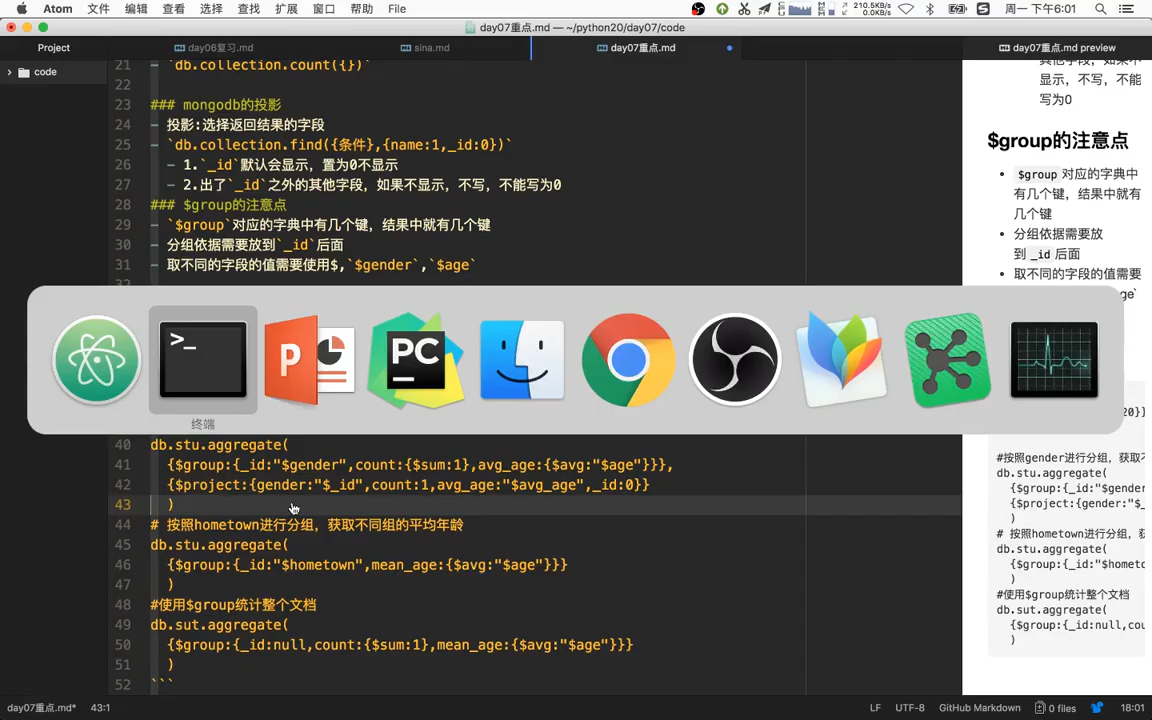 Atom 文件 编辑 查看 选择 查找 扩展 窗口 帮助 File 210.5KB/s 0.0KB/s 周一 下午6:01
day07重点.md — ~/python20/day07/code
Project day06复习.md sina.md day07重点.md day07重点.md preview
code
21 - `db.collection.count({})`
22
23 ### mongodb的投影
24 - 投影:选择返回结果的字段
25 - `db.collection.find({条件},{name:1,_id:0})`
26 - 1.`_id`默认会显示，置为0不显示
27 - 2.出了`_id`之外的其他字段，如果不显示，不写，不能写为0
28 ### $group的注意点
29 - `$group`对应的字典中有几个键，结果中就有几个键
30 - 分组依据需要放到`_id`后面
31 - 取不同的字段的值需要使用$,`$gender`,`$age`
PC
P
>_
终端
40 db.stu.aggregate(
41 {$group:{_id:"$gender",count:{$sum:1},avg_age:{$avg:"$age"}}},
42 {$project:{gender:"$_id",count:1,avg_age:"$avg_age",_id:0}}
43 )
44 # 按照hometown进行分组，获取不同组的平均年龄
45 db.stu.aggregate(
46 {$group:{_id:"$hometown",mean_age:{$avg:"$age"}}}
47 )
48 #使用$group统计整个文档
49 db.sut.aggregate(
50 {$group:{_id:null,count:{$sum:1},mean_age:{$avg:"$age"}}}
51 )
52 ```
显示，不写，不能
写为0
$group的注意点
$group 对应的字典中
有几个键，结果中就有
几个键
分组依据需要放
到 _id 后面
取不同的字段的值需要
#按照gender进行分组，获取不
db.stu.aggregate(
{$group:{_id:"$gender
{$project:{gender:"$_
)
# 按照hometown进行分组，
db.stu.aggregate(
{$group:{_id:"$hometo
)
#使用$group统计整个文档
db.sut.aggregate(
{$group:{_id:null,cou
)
day07重点.md* 43:1 LF UTF-8 GitHub Markdown 0 files 18:01